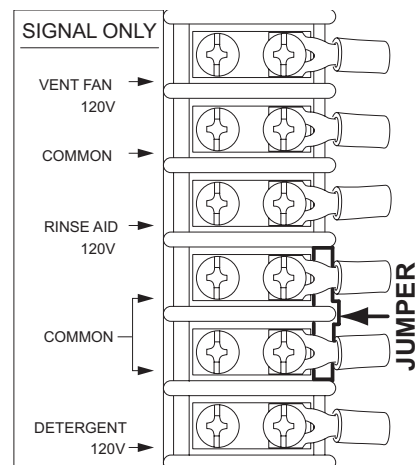 SIGNAL ONLY
VENT FAN
120V
COMMON
RINSE AID
120V
COMMON
JUMPER
DETERGENT
120V